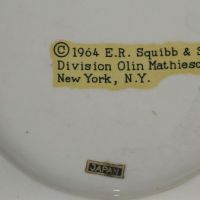 © 1964 E.R. Squibb & S
Division Olin Mathieso
New York, N.Y.
JAPAN